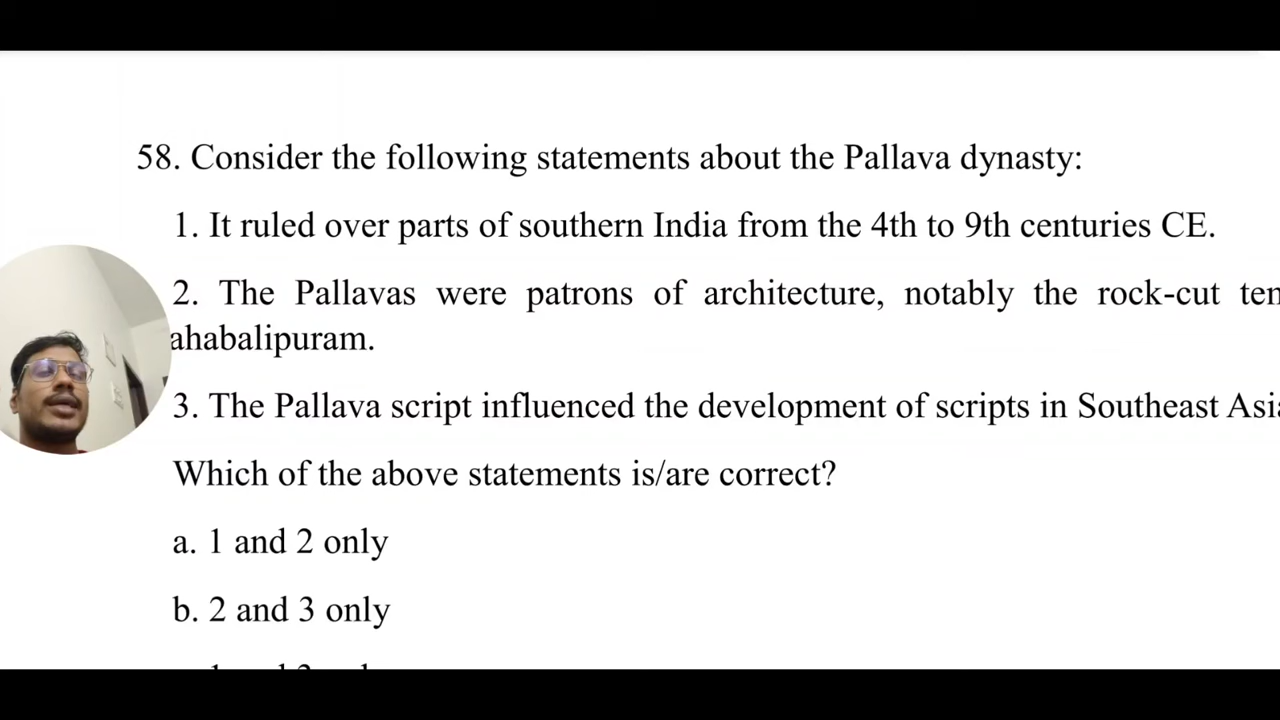 58. Consider the following statements about the Pallava dynasty:
1. It ruled over parts of southern India from the 4th to 9th centuries CE.
2. The Pallavas were patrons of architecture, notably the rock-cut
ahabalipuram.
3. The Pallava script influenced the development of scripts in Southeast
Which of the above statements is/are correct?
a. 1 and 2 only
b. 2 and 3 only